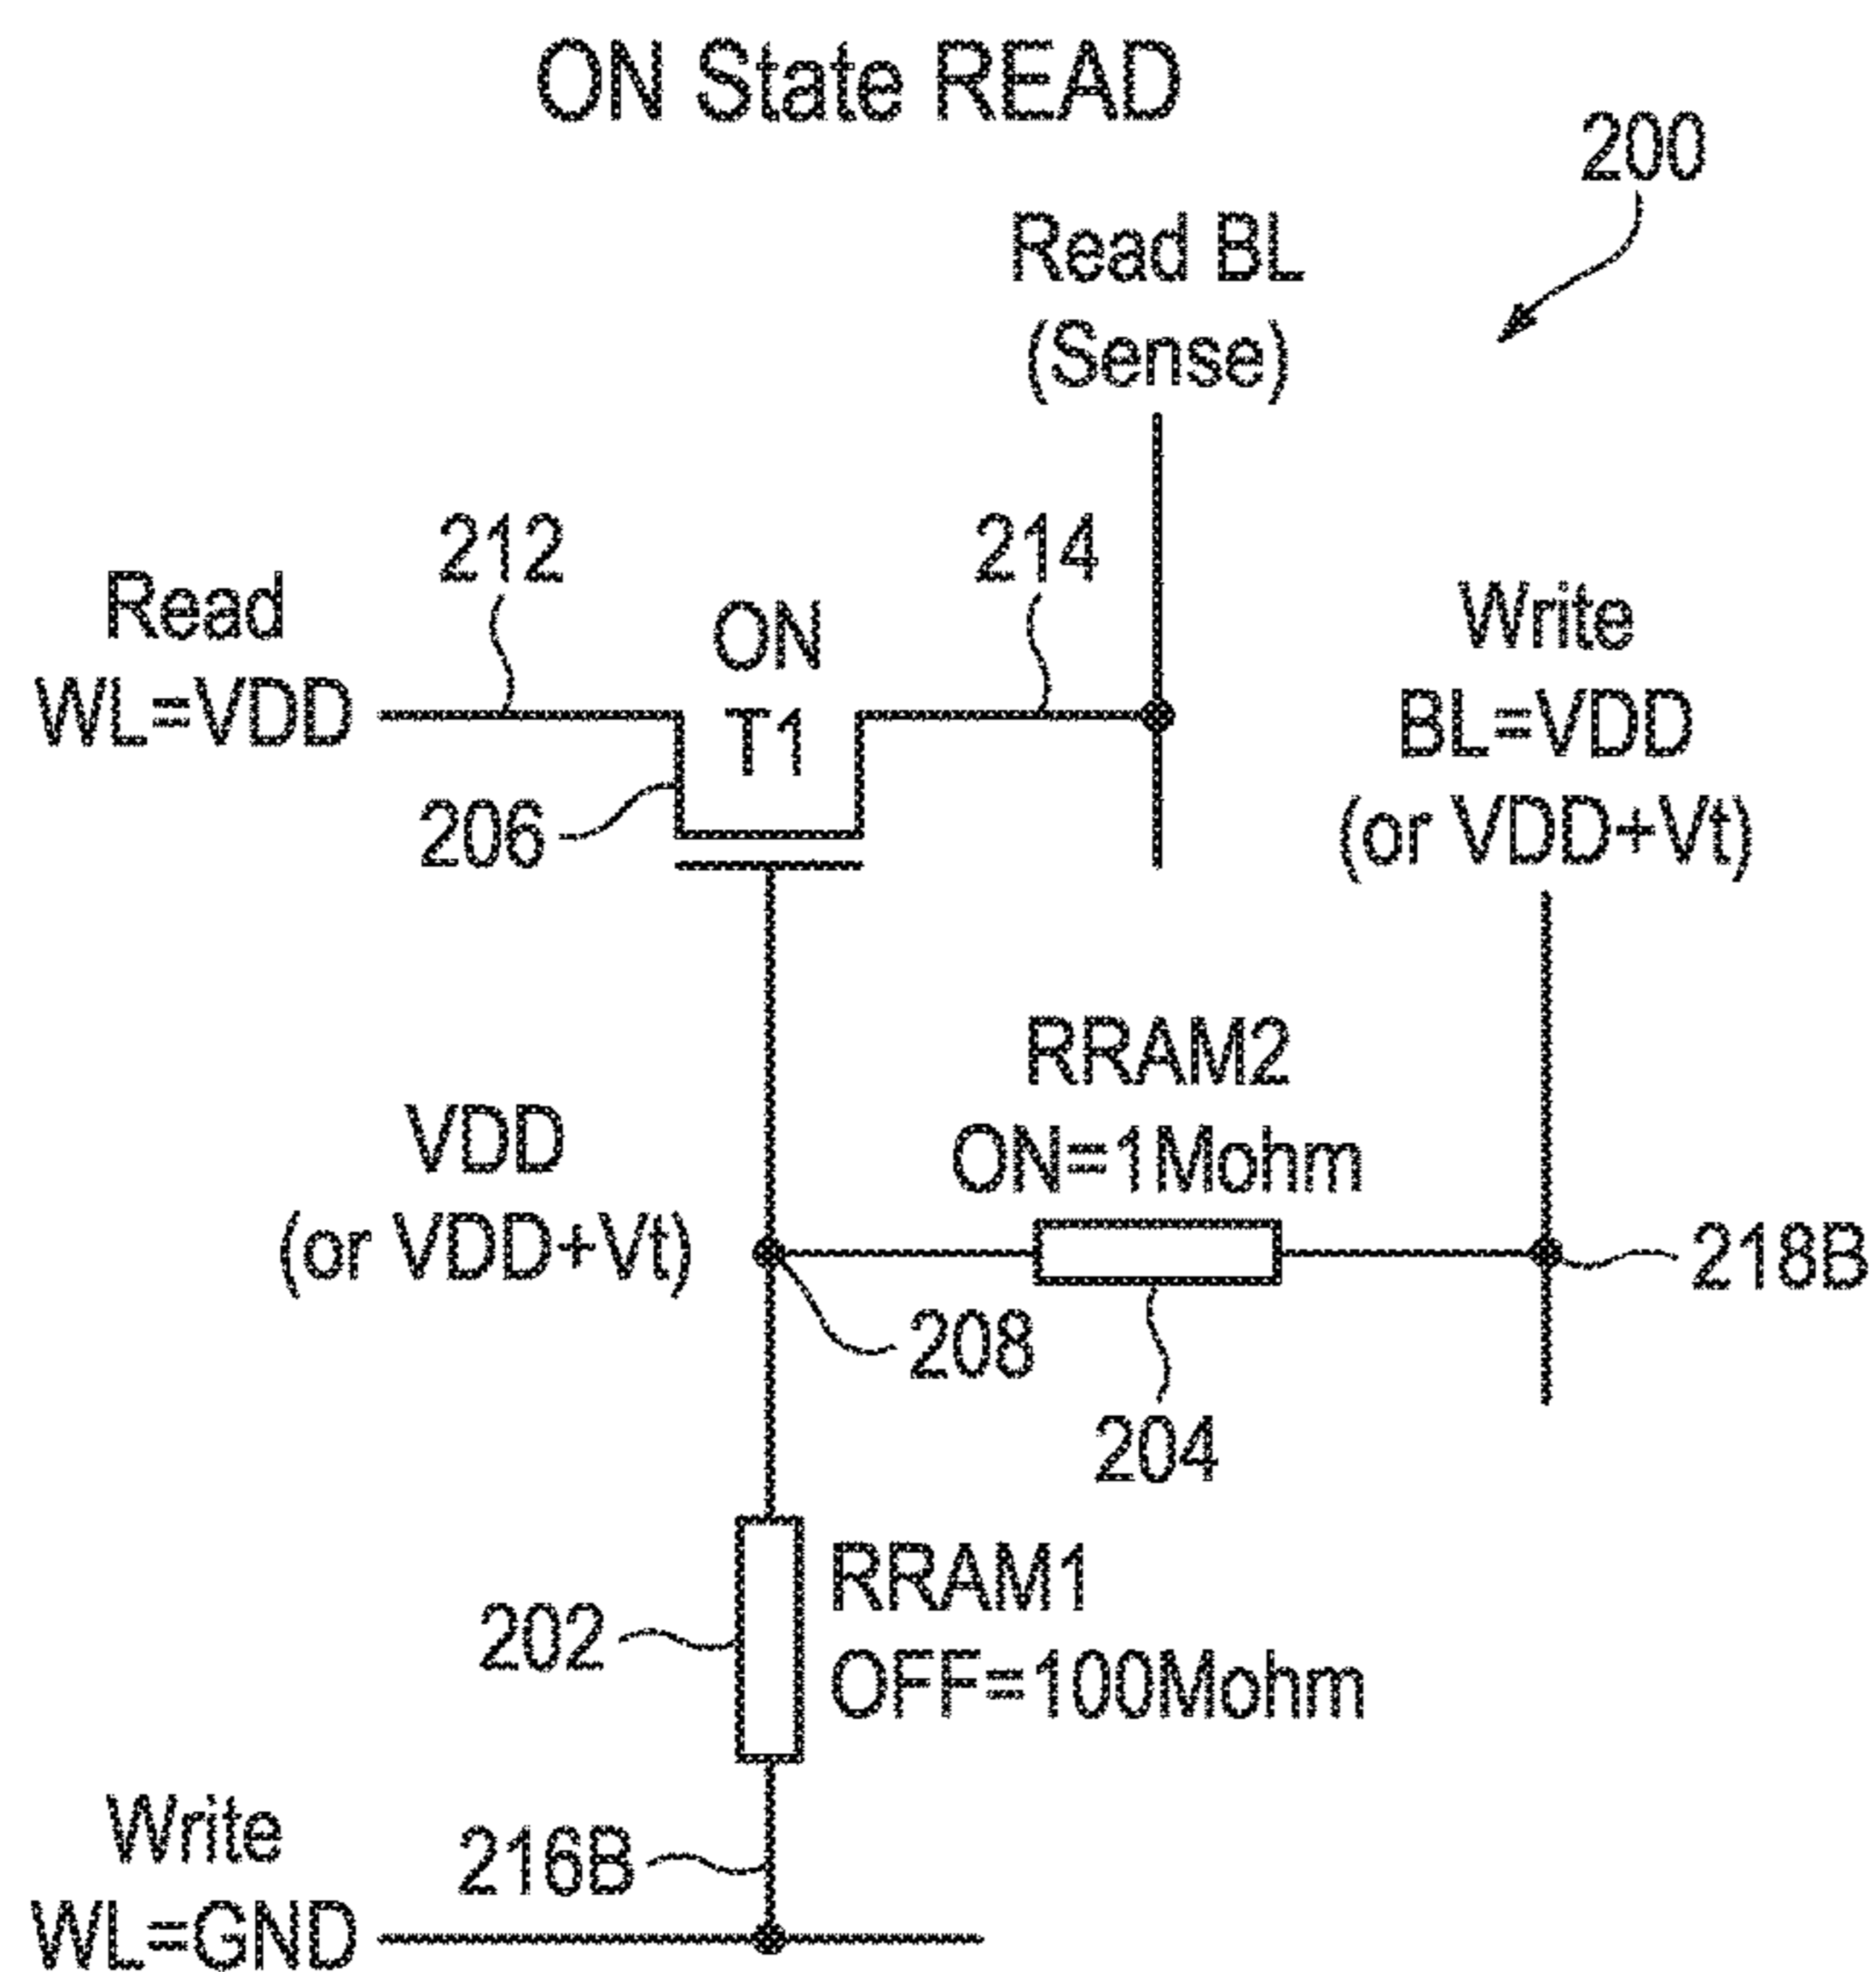 ON State READ
200
Read BL
(Sense)
212
214
Read
WL=VDD
ON
T1
Write
BL=VDD
(or VDD+Vt)
206
RRAM2
ON=1Mohm
VDD
(or VDD+Vt)
218B
208
204
RRAM1
OFF=100Mohm
202
Write
WL=GND
216B